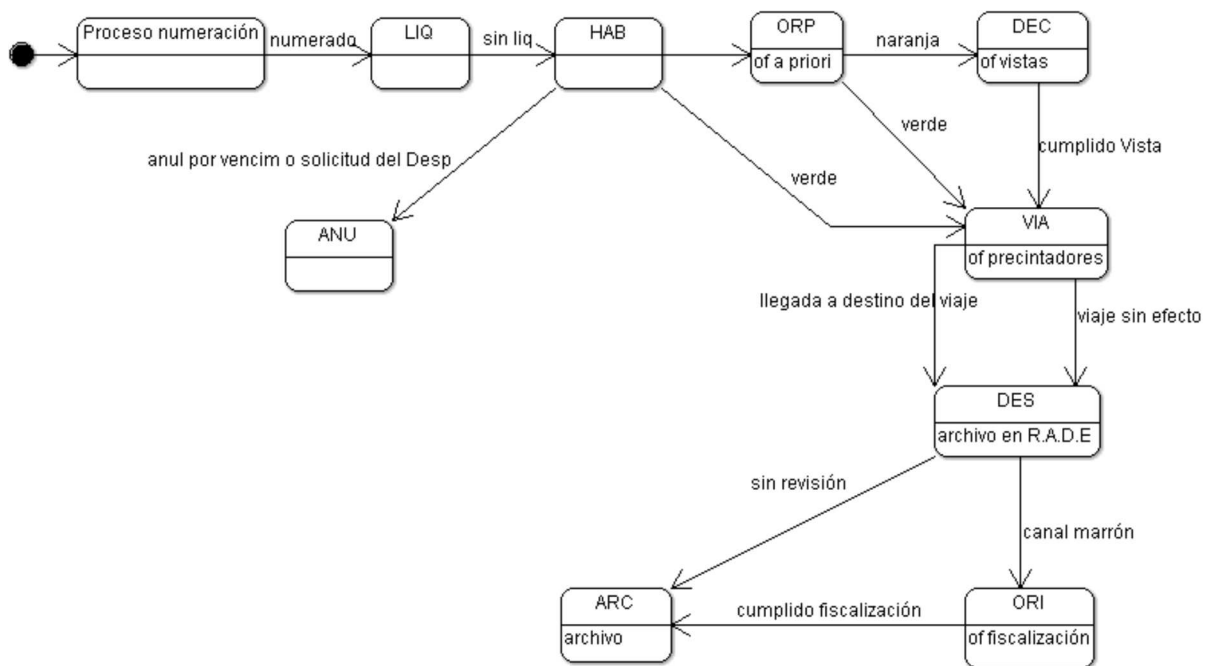 Proceso numeración
numerado
LIQ
sin liq
HAB
ORP
of a priori
naranja
DEC
of vistas
verde
cumplido Vista
anul por vencim o solicitud del Desp
verde
ANU
VIA
of precintadores
llegada a destino del viaje
viaje sin efecto
DES
archivo en R.A.D.E
sin revisión
canal marrón
ARC
archivo
cumplido fiscalización
ORI
of fiscalización